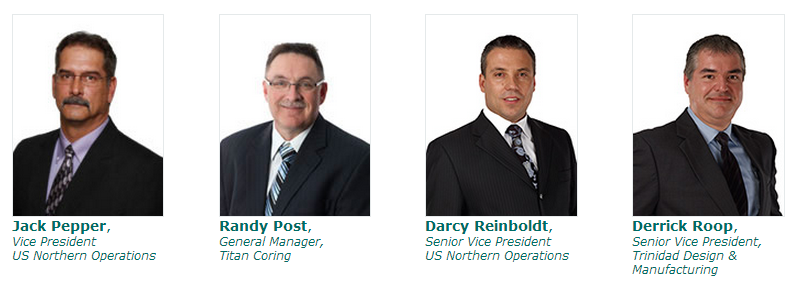 Jack Pepper,
Vice President
US Northern Operations
Randy Post,
General Manager,
Titan Coring
Darcy Reinboldt,
Senior Vice President
US Northern Operations
Derrick Roop,
Senior Vice President,
Trinidad Design &
Manufacturing